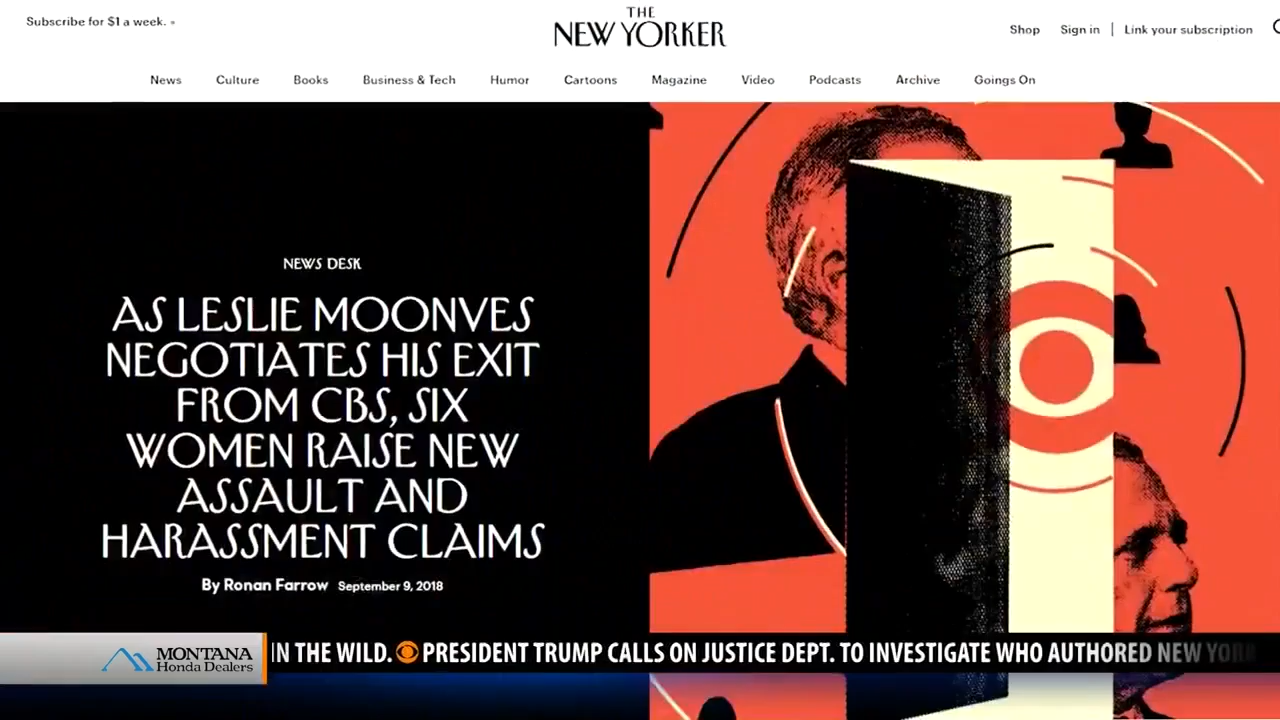 Subscribe for $1 a week.
THE
NEW YORKER
Shop Sign in | Link your subscription
News Culture Books Business & Tech Humor Cartoons Magazine Video Podcasts Archive Goings On
NEWS DESK
AS LESLIE MOONVES
NEGOTIATES HIS EXIT
FROM CBS, SIX
WOMEN RAISE NEW
ASSAULT AND
HARASSMENT CLAIMS
By Ronan Farrow September 9, 2018
MONTANA
Honda Dealers
IN THE WILD. PRESIDENT TRUMP CALLS ON JUSTICE DEPT. TO INVESTIGATE WHO AUTHORED NEW YORK